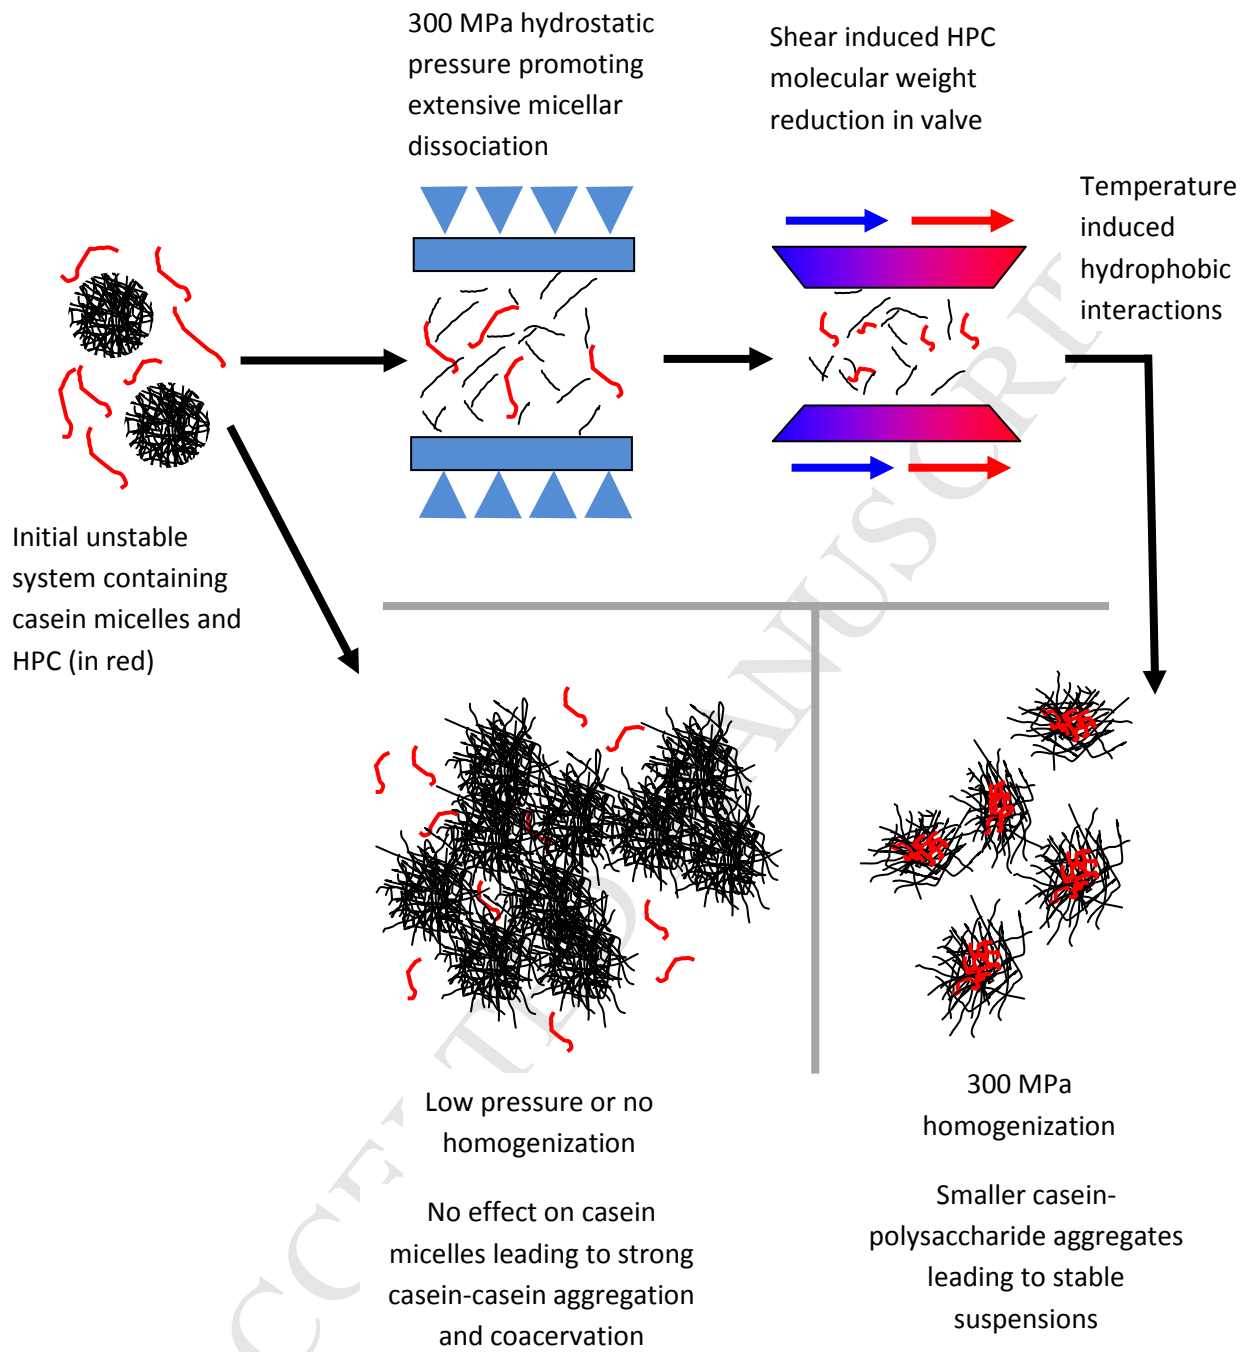 300 MPa hydrostatic
pressure promoting
extensive micellar
dissociation
Shear induced HPC
molecular weight
reduction in valve
Temperature
induced
hydrophobic
interactions
Initial unstable
system containing
casein micelles and
HPC (in red)
Low pressure or no
homogenization
No effect on casein
micelles leading to strong
casein-casein aggregation
and coacervation
300 MPa
homogenization
Smaller casein-
polysaccharide aggregates
leading to stable
suspensions